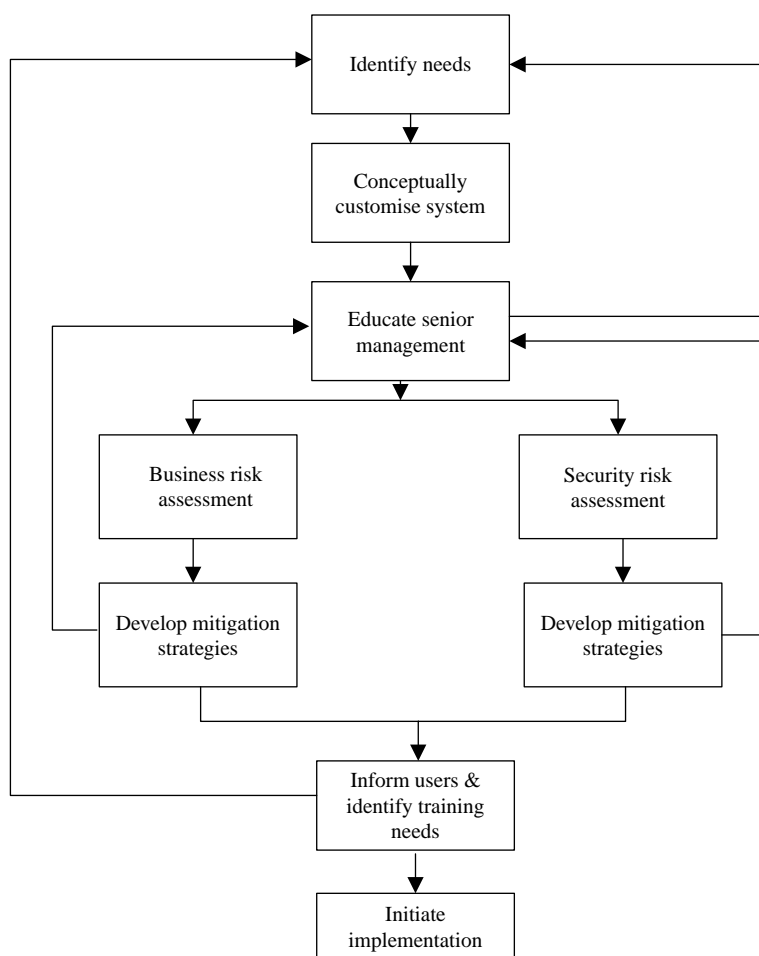 Identify needs
Conceptually
customise system
Educate senior
management
Business risk
assessment
Security risk
assessment
Develop mitigation
strategies
Develop mitigation
strategies
Inform users &
identify training
needs
Initiate
implementation